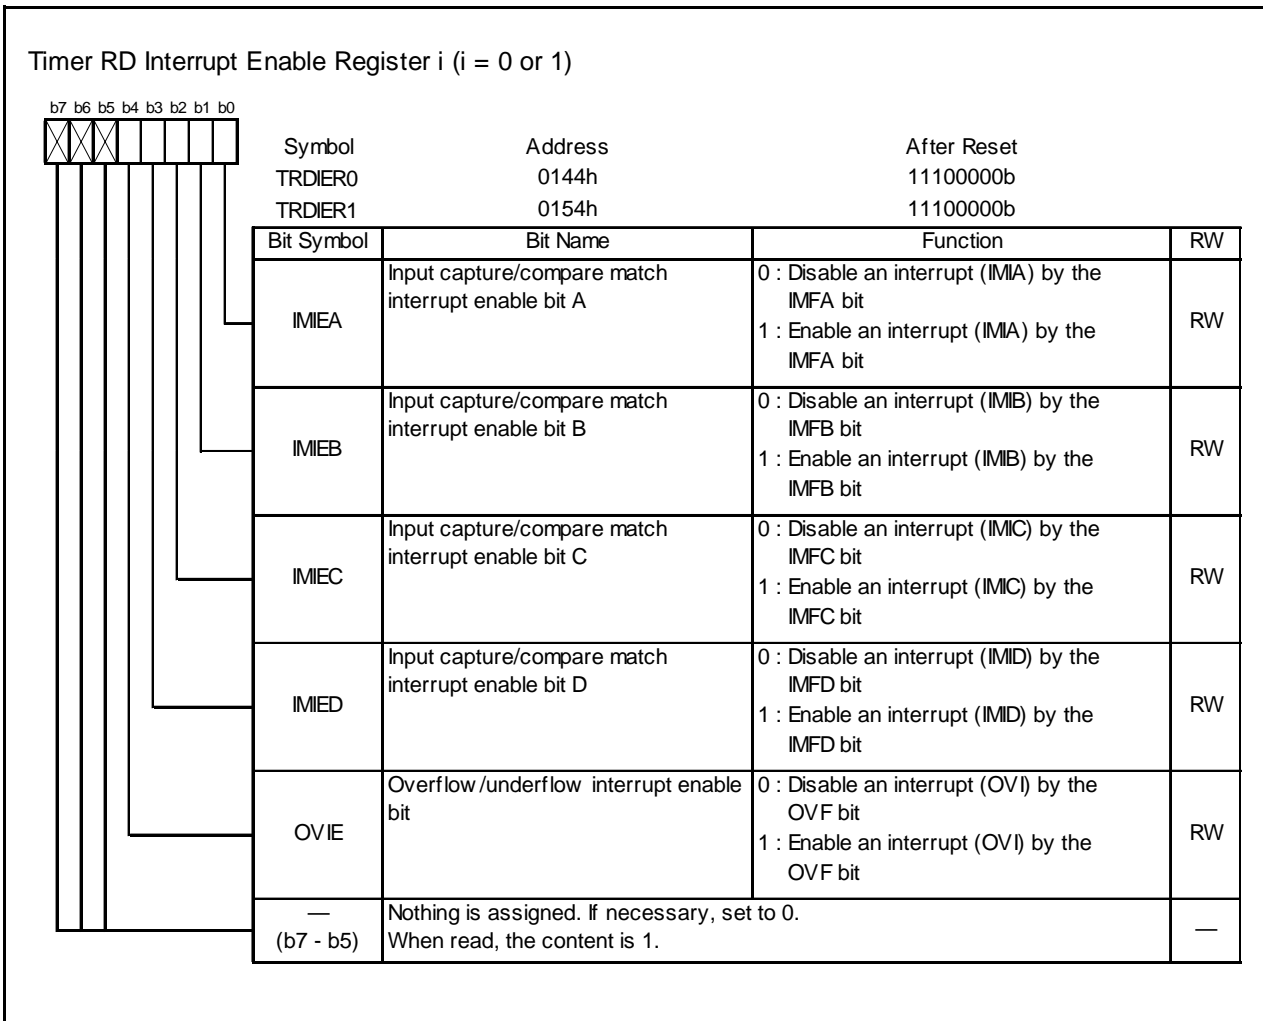 Timer RD Interrupt Enable Register i (i = 0 or 1)
b7 b6 b5 b4 b3 b2 b1 b0
Symbol Address After Reset
TRDIER0 0144h 11100000b
TRDIER1 0154h 11100000b
Bit Symbol Bit Name Function RW
IMIEA
Input capture/compare match
interrupt enable bit A
0 : Disable an interrupt (IMIA) by the
IMFA bit
1 : Enable an interrupt (IMIA) by the
IMFA bit
RW
IMIEB
Input capture/compare match
interrupt enable bit B
0 : Disable an interrupt (IMIB) by the
IMFB bit
1 : Enable an interrupt (IMIB) by the
IMFB bit
RW
IMIEC
Input capture/compare match
interrupt enable bit C
0 : Disable an interrupt (IMIC) by the
IMFC bit
1 : Enable an interrupt (IMIC) by the
IMFC bit
RW
IMIED
Input capture/compare match
interrupt enable bit D
0 : Disable an interrupt (IMID) by the
IMFD bit
1 : Enable an interrupt (IMID) by the
IMFD bit
RW
OVIE
Overflow/underflow interrupt enable
bit
0 : Disable an interrupt (OVI) by the
OVF bit
1 : Enable an interrupt (OVI) by the
OVF bit
RW
—
(b7 - b5)
Nothing is assigned. If necessary, set to 0.
When read, the content is 1.
—